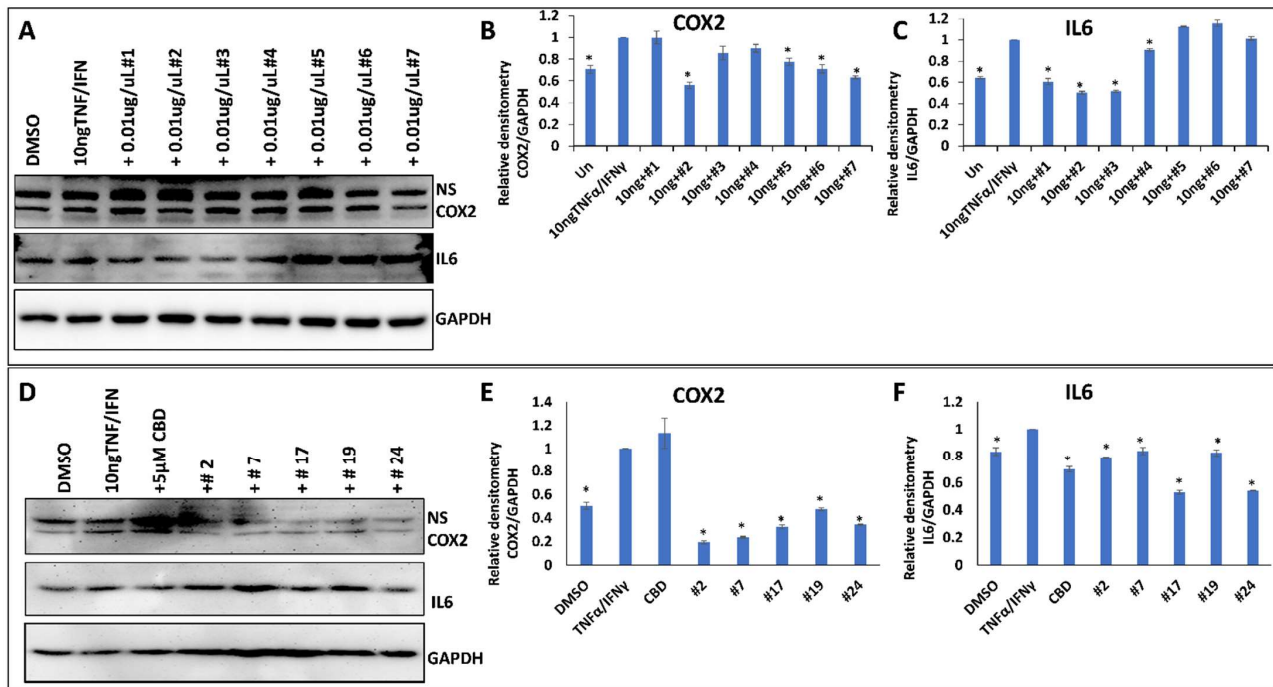 A
DMSO
10ngTNF/IFN
+ 0.01ug/uL#1
+ 0.01ug/uL#2
+ 0.01ug/uL#3
+ 0.01ug/uL#4
+ 0.01ug/uL#5
+ 0.01ug/uL#6
+ 0.01ug/uL#7
NS
COX2
IL6
GAPDH
B
COX2
Relative densitometry
COX2/GAPDH
1.2
1
0.8
0.6
0.4
0.2
0
* * * * *
Un
10ngTNFα/IFNγ
10ng+#1
10ng+#2
10ng+#3
10ng+#4
10ng+#5
10ng+#6
10ng+#7
C
IL6
Relative densitometry
IL6/GAPDH
1.2
1
0.8
0.6
0.4
0.2
0
* * * * *
Un
10ngTNFα/IFNγ
10ng+#1
10ng+#2
10ng+#3
10ng+#4
10ng+#5
10ng+#6
10ng+#7
D
DMSO
10ngTNF/IFN
+5µM CBD
+# 2
+ # 7
+ # 17
+ # 19
+ # 24
NS
COX2
IL6
GAPDH
E
COX2
Relative densitometry
COX2/GAPDH
1.4
1.2
1
0.8
0.6
0.4
0.2
0
* * * * * *
DMSO
TNFα/IFNγ
CBD
#2
#7
#17
#19
#24
F
IL6
Relative densitometry
IL6/GAPDH
1.2
1
0.8
0.6
0.4
0.2
0
* * * * * * *
DMSO
TNFα/IFNγ
CBD
#2
#7
#17
#19
#24